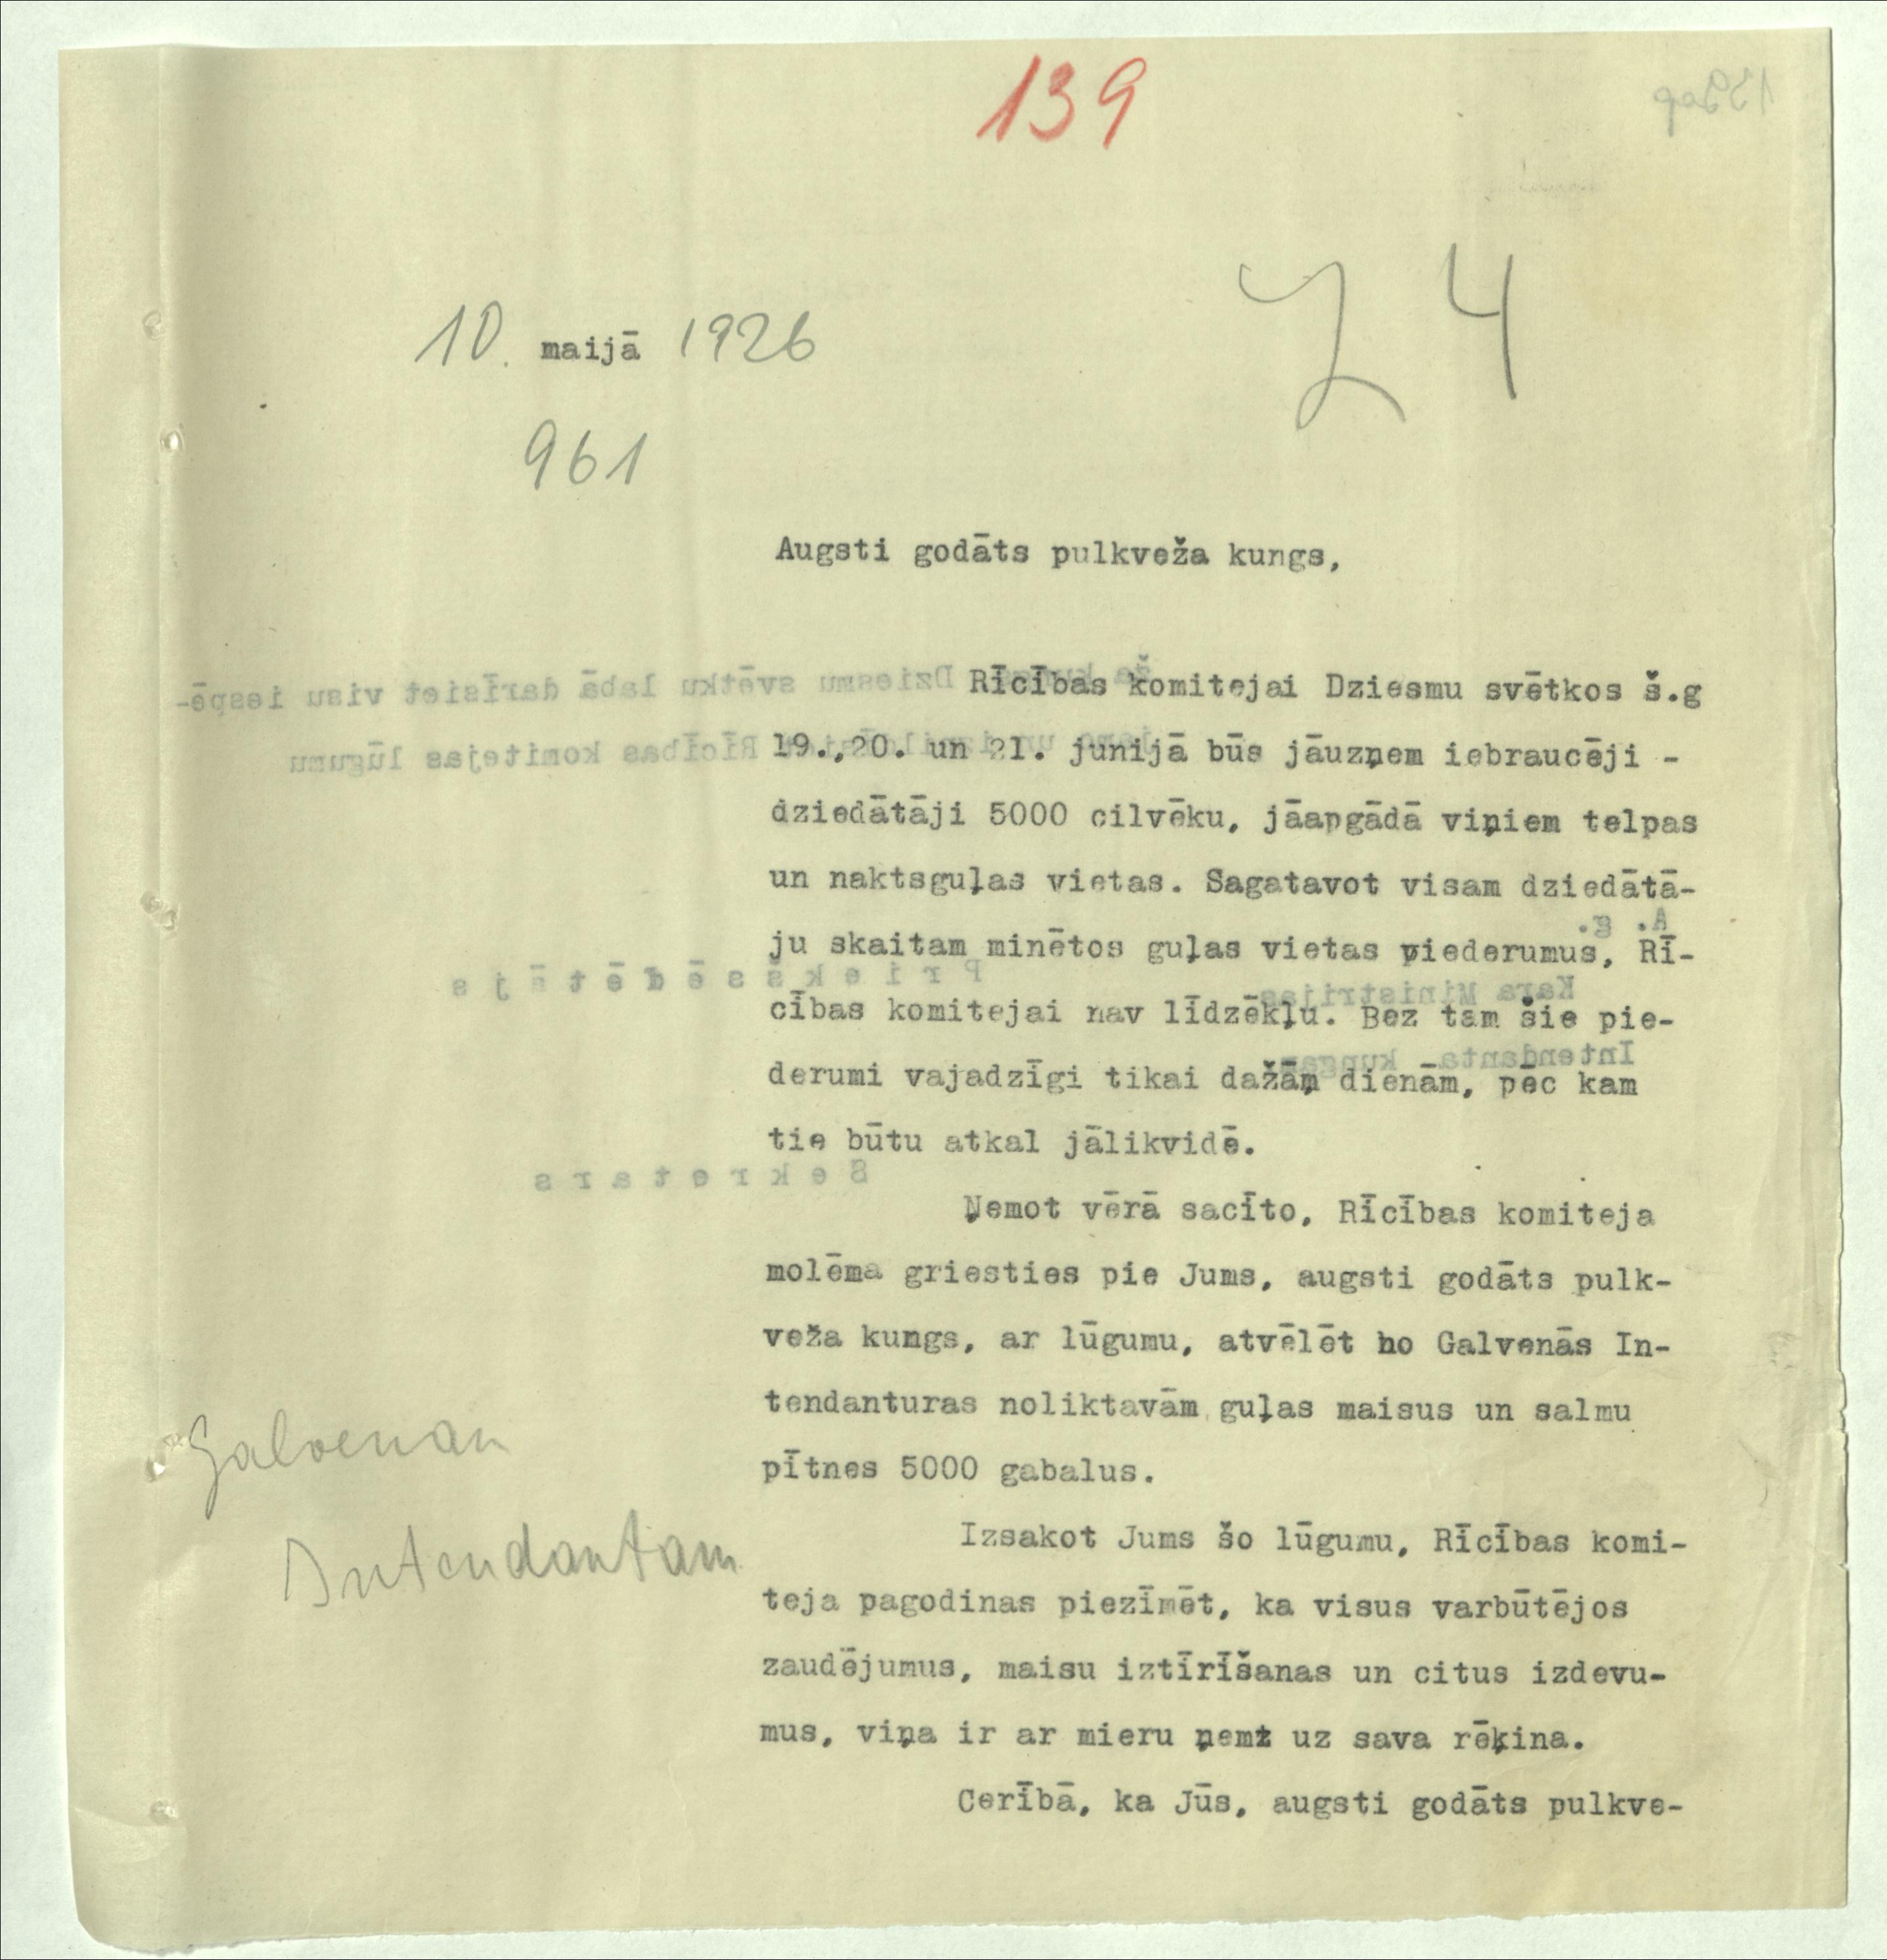 139
10. maijā 1926
961
Augsti godāts pulkveža kungs,
Rīcības komitejai Dziesmu svētkos š.g
19.,20. un 21. junijā būs jāuzņem iebraucēji -
dziedātāji 5000 cilvēku, jāapgādā viņiem telpas
un naktsguļas vietas. Sagatavot visam dziedātā-
ju skaitam minētos guļas vietas piederumus, Rī-
cības komitejai nav līdzēkļu. Bez tam šie pie-
derumi vajadzīgi tikai dažām dienām, pēc kam
tie būtu atkal jālikvidē.
Ņemot vērā sacīto, Rīcības komiteja
molēma griesties pie Jums, augsti godāts pulk-
veža kungs, ar lūgumu, atvēlēt no Galvenās In-
tendanturas noliktavām guļas maisus un salmu
pītnes 5000 gabalus.
Galvenan
Intendantam
Izsakot Jums šo lūgumu, Rīcības komi-
teja pagodinas piezīmēt, ka visus varbūtējos
zaudējumus, maisu iztīrīšanas un citus izdevu-
mus, viņa ir ar mieru ņemt uz sava rēķina.
Cerībā, ka Jūs, augsti godāts pulkve-